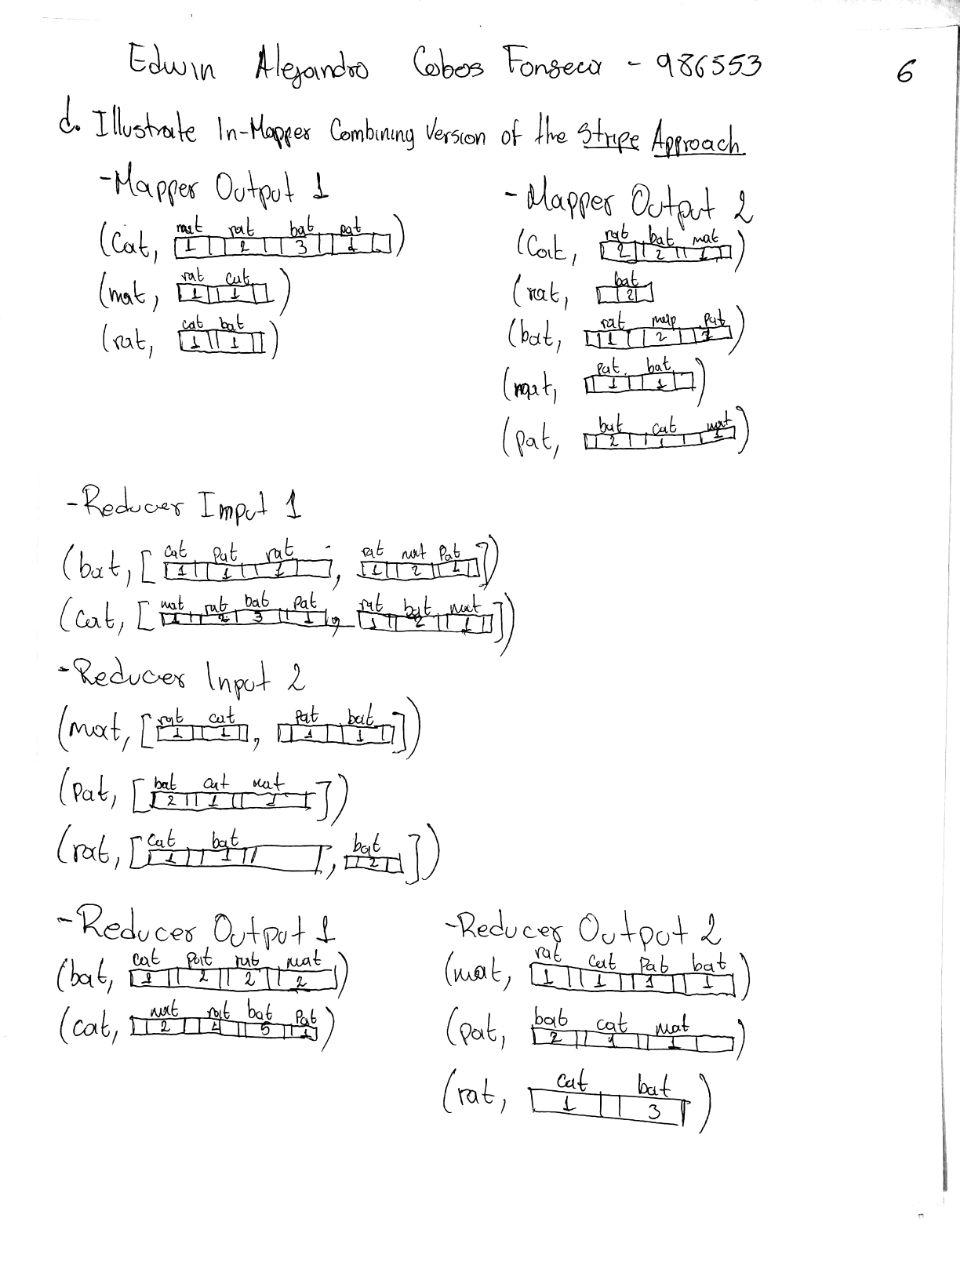 Edwin Alejandro Cobos Fonseca - 986553
6
d. Illustrate In-Mapper Combining Version of the Stripe Approach
-Mapper Output 1
mat rat bat pat
(Cat, 1 2 3 1)
rat cat
(mat, 1 1)
cat bat
(rat, 1 1)
-Mapper Output 2
rat bat mat
(Cat, 2 2 1)
bat
(rat, 2)
rat pat
(bat, 1 2 1)
pat bat
(mat, 1 1)
bat cat mat
(pat, 2 1 1)
-Reducer Input 1
cat pat rat rat mat pat
(bat, [1 1 1, 1 2 1])
mat rat bat pat rat bat mat
(cat, [1 2 3 1, 1 2 1])
-Reducer Input 2
rat cat pat bat
(mat, [1 1, 1 1])
bat cat mat
(Pat, [2 1 1])
cat bat bat
(rat, [1 1, 2])
-Reducer Output 1
cat pat rat mat
(bat, 1 2 2 2)
mat rat bat pat
(cat, 2 4 5 1)
-Reducer Output 2
rat cat pat bat
(mat, 1 1 1 1)
bat cat mat
(pat, 2 1 1)
cat bat
(rat, 1 3)